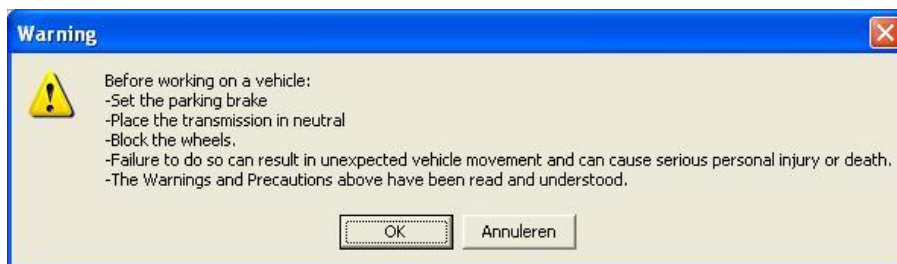 Warning
Before working on a vehicle:
-Set the parking brake
-Place the transmission in neutral
-Block the wheels.
-Failure to do so can result in unexpected vehicle movement and can cause serious personal injury or death.
-The Warnings and Precautions above have been read and understood.
OK Annuleren